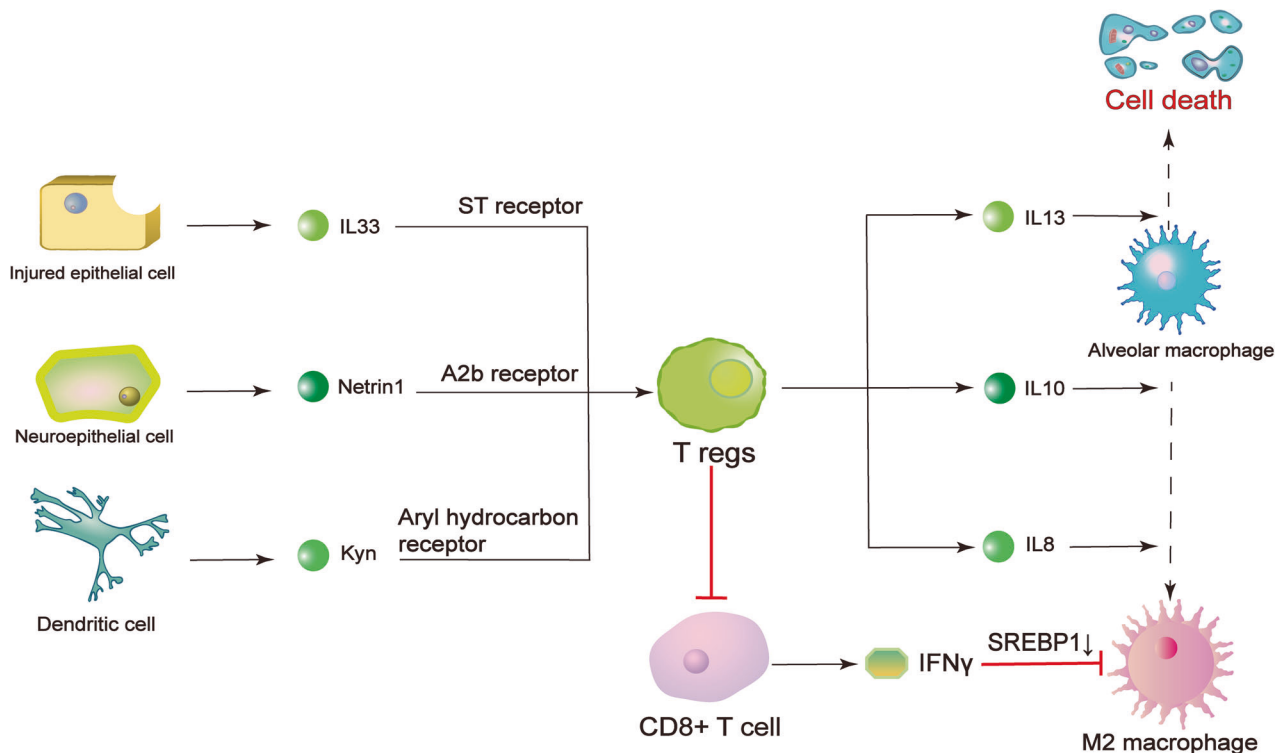 Cell death
ST receptor
IL33
IL13
Injured epithelial cell
Alveolar macrophage
A2b receptor
Netrin1
IL10
Neuroepithelial cell
T regs
Aryl hydrocarbon
receptor
Kyn
IL8
Dendritic cell
SREBP1↓
IFNγ
CD8+ T cell
M2 macrophage